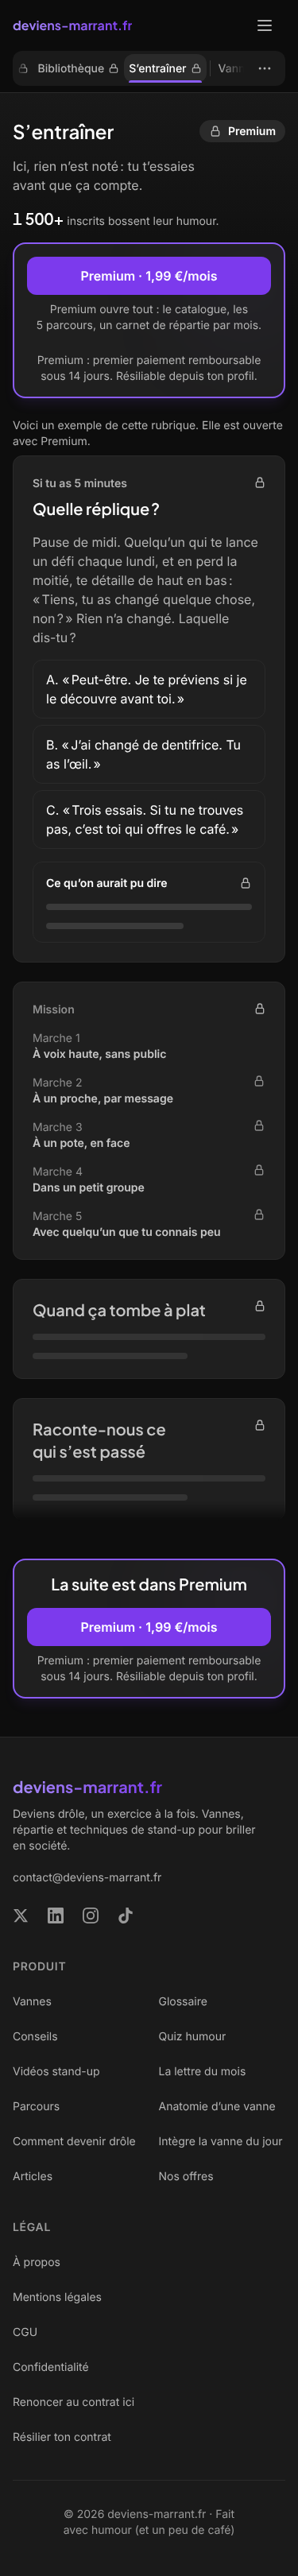 deviens-marrant.fr
Bibliothèque S’entraîner Vann ...
S’entraîner
Premium
Ici, rien n’est noté : tu t’essaies
avant que ça compte.
1 500+ inscrits bossent leur humour.
Premium · 1,99 €/mois
Premium ouvre tout : le catalogue, les
5 parcours, un carnet de répartie par mois.
Premium : premier paiement remboursable
sous 14 jours. Résiliable depuis ton profil.
Voici un exemple de cette rubrique. Elle est ouverte
avec Premium.
Si tu as 5 minutes
Quelle réplique ?
Pause de midi. Quelqu’un qui te lance
un défi chaque lundi, et en perd la
moitié, te détaille de haut en bas :
« Tiens, tu as changé quelque chose,
non ? » Rien n’a changé. Laquelle
dis-tu ?
A. « Peut-être. Je te préviens si je
le découvre avant toi. »
B. « J’ai changé de dentifrice. Tu
as l’œil. »
C. « Trois essais. Si tu ne trouves
pas, c’est toi qui offres le café. »
Ce qu’on aurait pu dire
Mission
Marche 1
À voix haute, sans public
Marche 2
À un proche, par message
Marche 3
À un pote, en face
Marche 4
Dans un petit groupe
Marche 5
Avec quelqu’un que tu connais peu
Quand ça tombe à plat
Raconte-nous ce
qui s’est passé
La suite est dans Premium
Premium · 1,99 €/mois
Premium : premier paiement remboursable
sous 14 jours. Résiliable depuis ton profil.
deviens-marrant.fr
Deviens drôle, un exercice à la fois. Vannes,
répartie et techniques de stand-up pour briller
en société.
contact@deviens-marrant.fr
PRODUIT
Vannes
Glossaire
Conseils
Quiz humour
Vidéos stand-up
La lettre du mois
Parcours
Anatomie d’une vanne
Comment devenir drôle
Intègre la vanne du jour
Articles
Nos offres
LÉGAL
À propos
Mentions légales
CGU
Confidentialité
Renoncer au contrat ici
Résilier ton contrat
© 2026 deviens-marrant.fr · Fait
avec humour (et un peu de café)